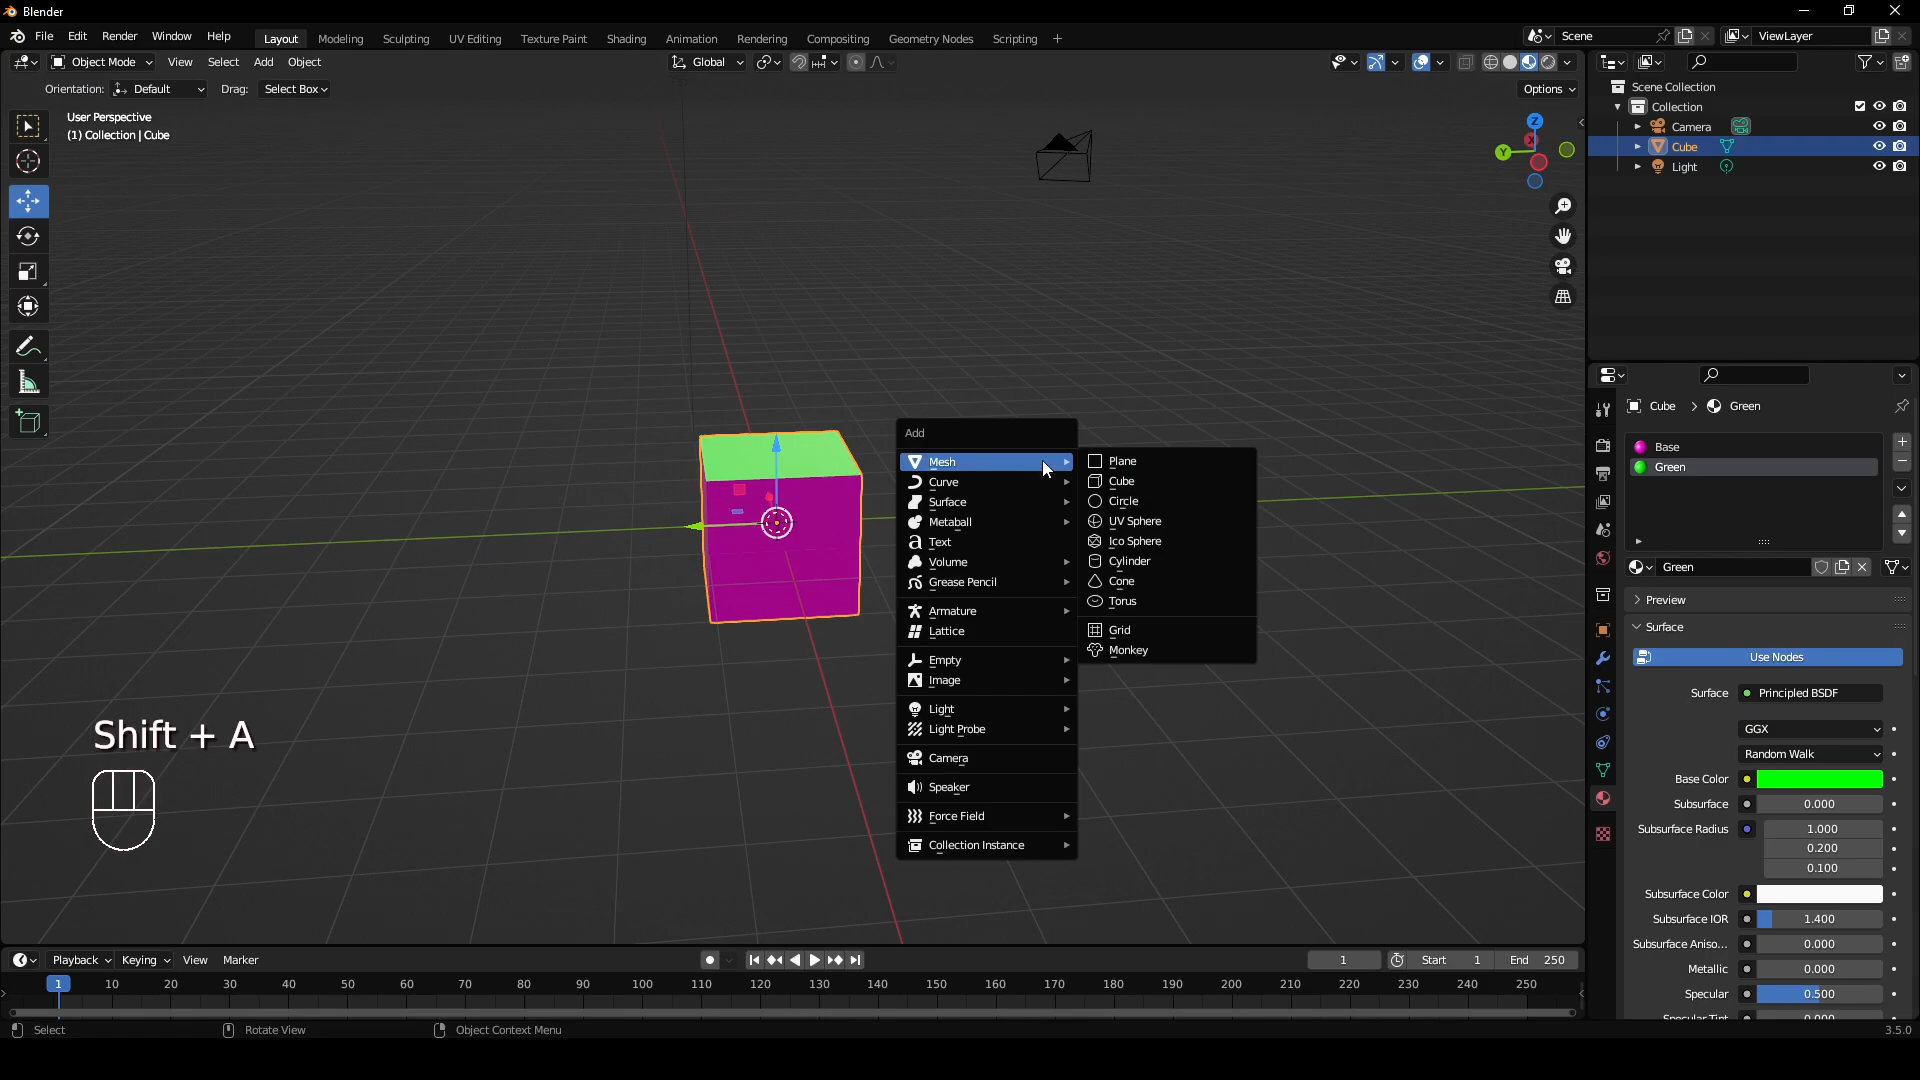 Blender
File Edit Render Window Help
Layout Modeling Sculpting UV Editing Texture Paint Shading Animation Rendering Compositing Geometry Nodes Scripting +
Scene
ViewLayer
Object Mode View Select Add Object
Global
Orientation: Default Drag: Select Box
Options
User Perspective
(1) Collection | Cube
Z
X
Y
Scene Collection
Collection
Camera
Cube
Light
Add
Mesh
Curve
Surface
Metaball
Text
Volume
Grease Pencil
Armature
Lattice
Empty
Image
Light
Light Probe
Camera
Speaker
Force Field
Collection Instance
Plane
Cube
Circle
UV Sphere
Ico Sphere
Cylinder
Cone
Torus
Grid
Monkey
Shift + A
Cube > Green
Base
Green
Green
Preview
Surface
Use Nodes
Surface Principled BSDF
GGX
Random Walk
Base Color
Subsurface 0.000
Subsurface Radius 1.000
0.200
0.100
Subsurface Color
Subsurface IOR 1.400
Subsurface Aniso... 0.000
Metallic 0.000
Specular 0.500
Specular Tint 0.000
Playback Keying View Marker
1 Start 1 End 250
1 10 20 30 40 50 60 70 80 90 100 110 120 130 140 150 160 170 180 190 200 210 220 230 240 250
Select Rotate View Object Context Menu
3.5.0